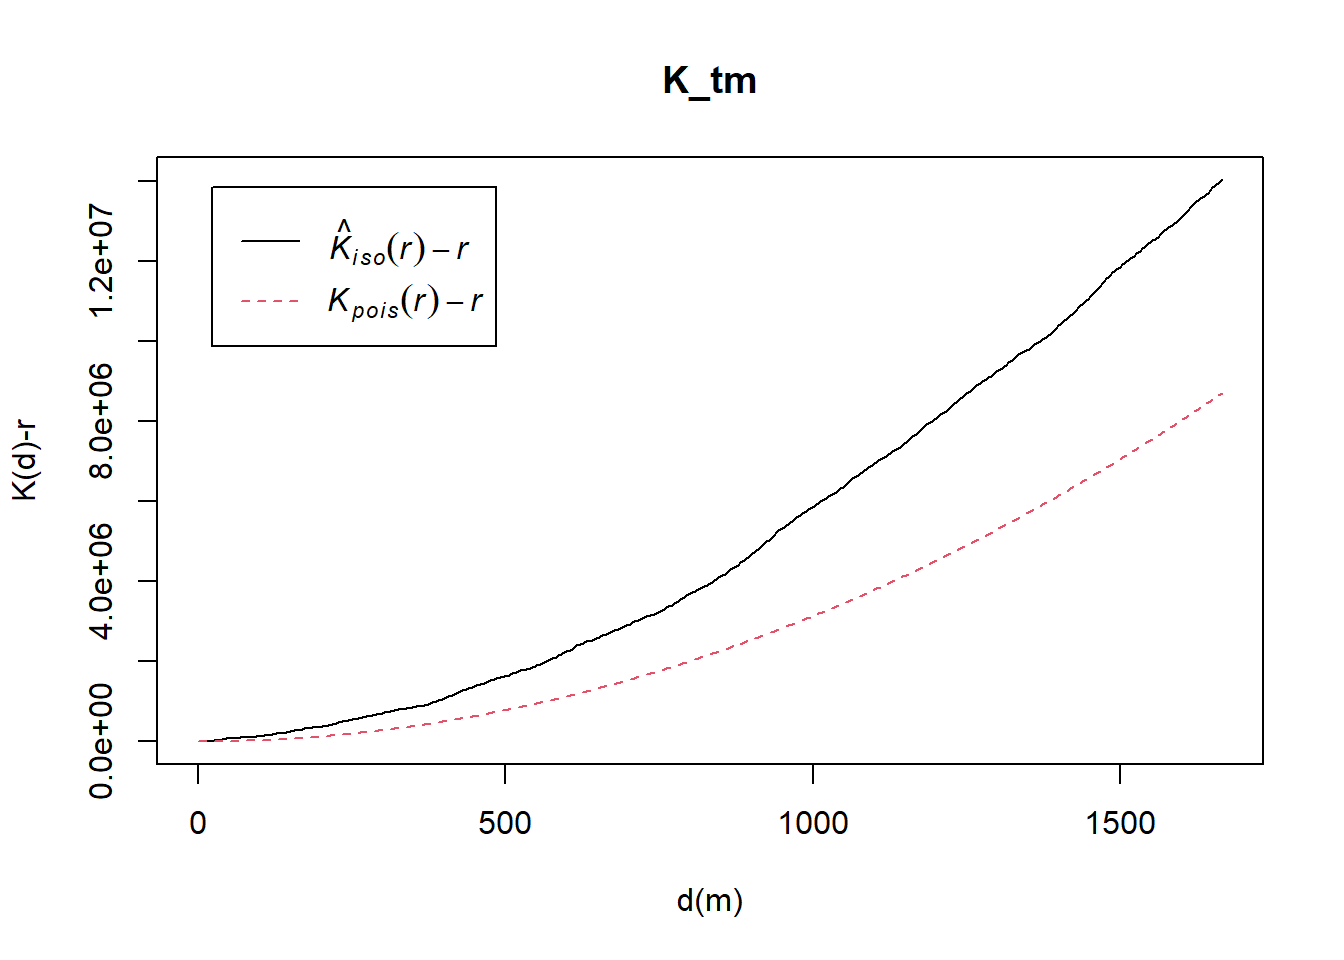 K_tm
K̂iso(r) − r
Kpois(r) − r
K(d)-r
1.2e+07
8.0e+06
4.0e+06
0.0e+00
0 500 1000 1500
d(m)